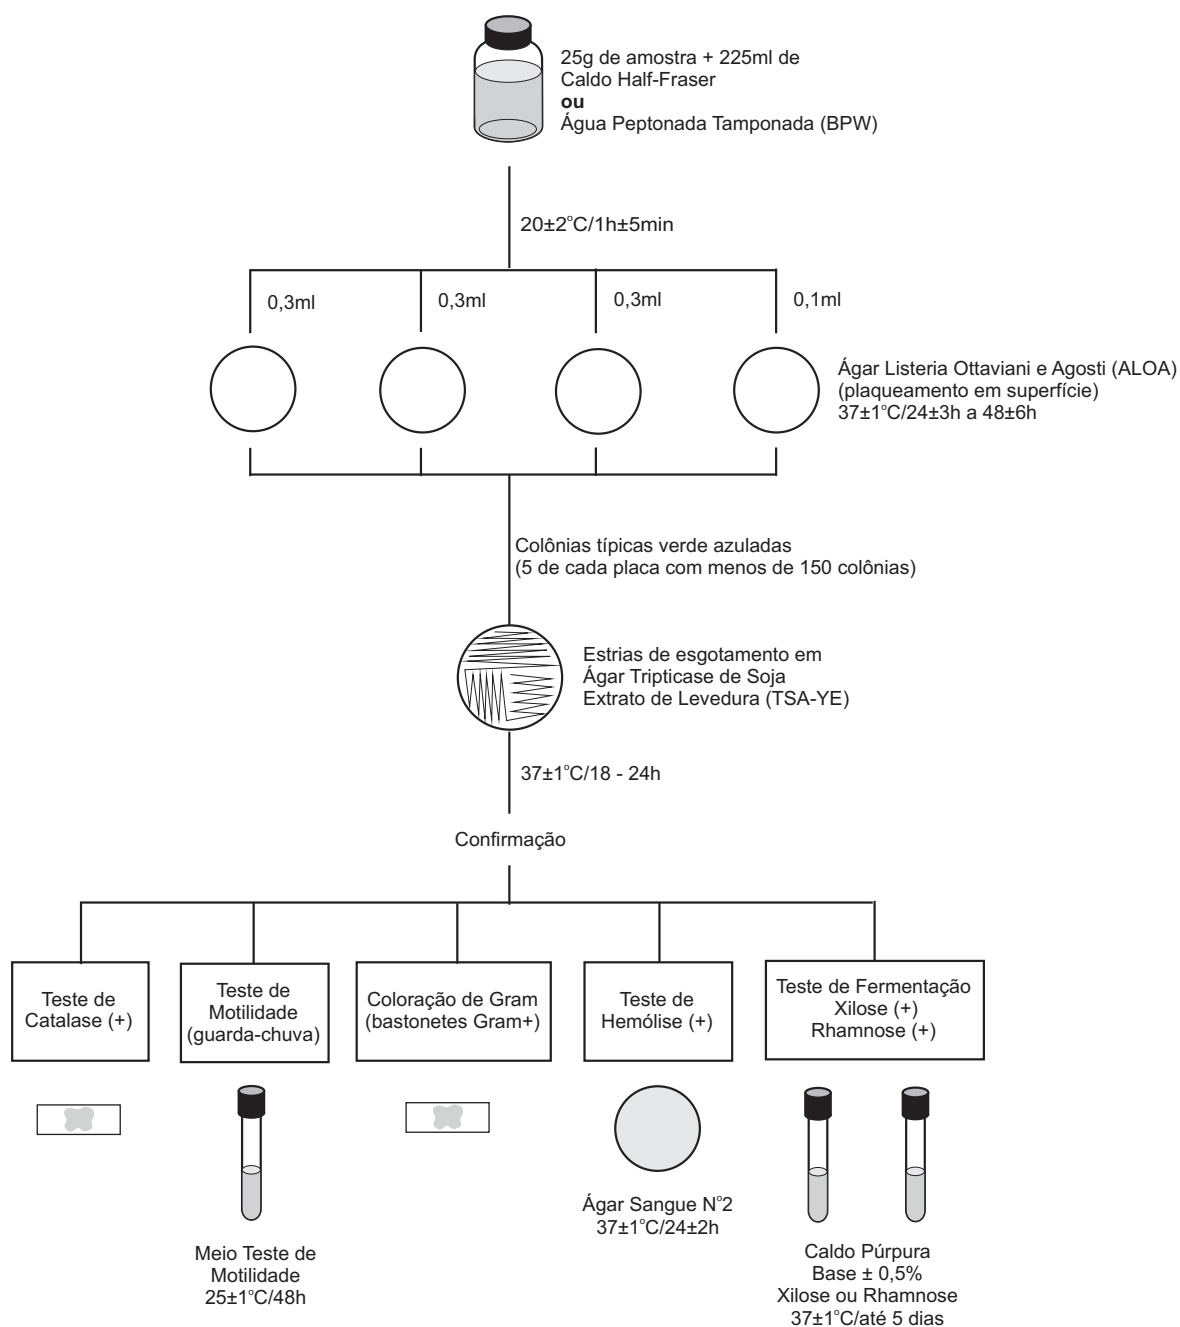 25g de amostra + 225ml de
Caldo Half-Fraser
ou
Água Peptonada Tamponada (BPW)
20±2°C/1h±5min
0,3ml
0,3ml
0,3ml
0,1ml
Ágar Listeria Ottaviani e Agosti (ALOA)
(plaqueamento em superfície)
37±1°C/24±3h a 48±6h
Colônias típicas verde azuladas
(5 de cada placa com menos de 150 colônias)
Estrias de esgotamento em
Ágar Tripticase de Soja
Extrato de Levedura (TSA-YE)
37±1°C/18 - 24h
Confirmação
Teste de
Catalase (+)
Teste de
Motilidade
(guarda-chuva)
Coloração de Gram
(bastonetes Gram+)
Teste de
Hemólise (+)
Teste de Fermentação
Xilose (+)
Rhamnose (+)
Meio Teste de
Motilidade
25±1°C/48h
Ágar Sangue N°2
37±1°C/24±2h
Caldo Púrpura
Base ± 0,5%
Xilose ou Rhamnose
37±1°C/até 5 dias